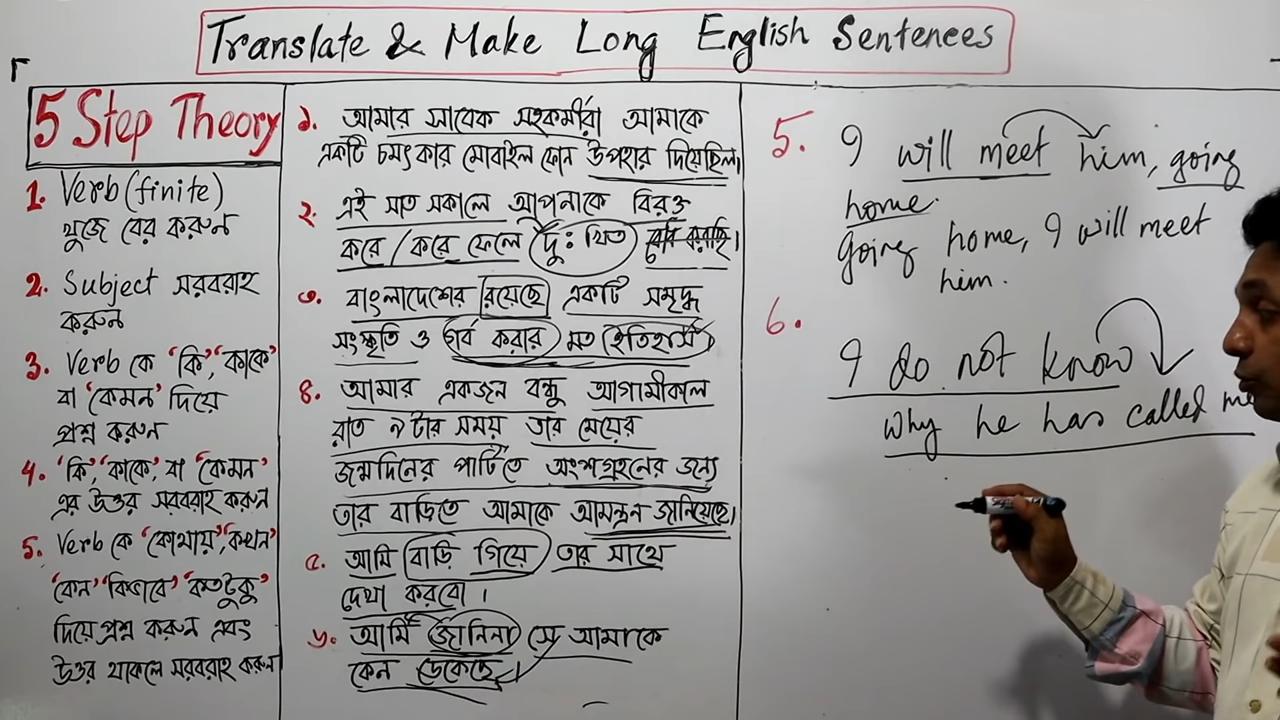 Translate & Make Long English Sentences
5 Step Theory
1. Verb (finite)
খুজে বের করুন
2. Subject সরবরাহ
করুন
3. Verb কে 'কি', 'কাকে'
বা 'কেমন' দিয়ে
প্রশ্ন করুন
4. 'কি', 'কাকে', বা 'কেমন'
এর উত্তর সরবরাহ করুন
5. Verb কে 'কোথায়', 'কখন'
'কেন' 'কিভাবে' 'কতটুকু'
দিয়ে প্রশ্ন করুন এবং
উত্তর থাকলে সরবরাহ করুন
১. আমার সাবেক সহকর্মীরা আমাকে
একটি চমৎকার মোবাইল ফোন উপহার দিয়েছিল।
২. এই সাত সকালে আপনাকে বিরক্ত
করে / করে ফেলে দুঃখিত
৩. বাংলাদেশের রয়েছে একটি সমৃদ্ধ
সংস্কৃতি ও গর্ব করার মত ইতিহাস
৪. আমার একজন বন্ধু আগামীকাল
রাত ৯টার সময় তার মেয়ের
জন্মদিনের পার্টিতে অংশগ্রহনের জন্যে
তার বাড়িতে আমাকে আমন্ত্রন জানিয়েছে।
৫. আমি বাড়ি গিয়ে তার সাথে
দেখা করবো।
৬. আমি জানিনা সে আমাকে
কেন ডেকেছে।
5. I will meet him, going
home.
going home, I will meet
him.
6.
I do not know
why he has called me